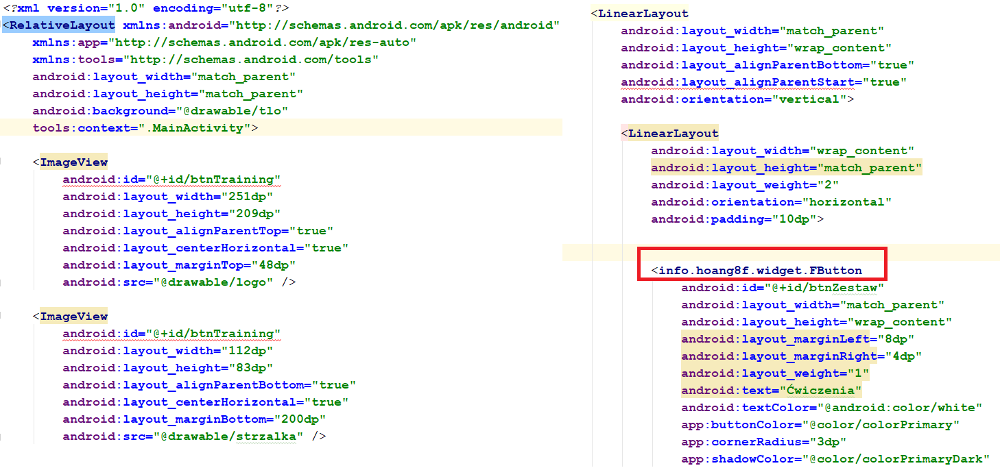 <?xml version="1.0" encoding="utf-8"?>
<RelativeLayout xmlns:android="http://schemas.android.com/apk/res/android"
xmlns:app="http://schemas.android.com/apk/res-auto"
xmlns:tools="http://schemas.android.com/tools"
android:layout_width="match_parent"
android:layout_height="match_parent"
android:background="@drawable/tlo"
tools:context=".MainActivity">
<ImageView
android:id="@+id/btnTraining"
android:layout_width="251dp"
android:layout_height="209dp"
android:layout_alignParentTop="true"
android:layout_centerHorizontal="true"
android:layout_marginTop="48dp"
android:src="@drawable/logo" />
<ImageView
android:id="@+id/btnTraining"
android:layout_width="112dp"
android:layout_height="83dp"
android:layout_alignParentBottom="true"
android:layout_centerHorizontal="true"
android:layout_marginBottom="200dp"
android:src="@drawable/strzalka" />
<LinearLayout
android:layout_width="match_parent"
android:layout_height="wrap_content"
android:layout_alignParentBottom="true"
android:layout_alignParentStart="true"
android:orientation="vertical">
<LinearLayout
android:layout_width="wrap_content"
android:layout_height="match_parent"
android:layout_weight="2"
android:orientation="horizontal"
android:padding="10dp">
<info.hoang8f.widget.FButton
android:id="@+id/btnZestaw"
android:layout_width="match_parent"
android:layout_height="wrap_content"
android:layout_marginLeft="8dp"
android:layout_marginRight="4dp"
android:layout_weight="1"
android:text="Ćwiczenia"
android:textColor="@android:color/white"
app:buttonColor="@color/colorPrimary"
app:cornerRadius="3dp"
app:shadowColor="@color/colorPrimaryDark"